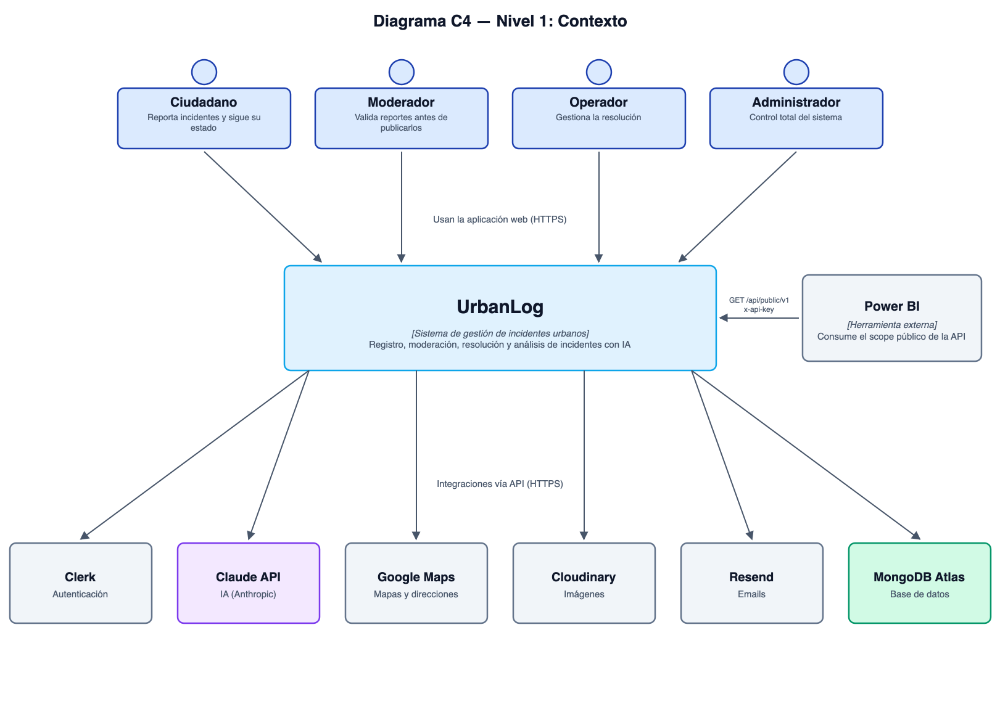 Diagrama C4 — Nivel 1: Contexto
Ciudadano
Reporta incidentes y sigue su
estado
Moderador
Valida reportes antes de
publicarlos
Operador
Gestiona la resolución
Administrador
Control total del sistema
Usan la aplicación web (HTTPS)
UrbanLog
[Sistema de gestión de incidentes urbanos]
Registro, moderación, resolución y análisis de incidentes con IA
GET /api/public/v1
x-api-key
Power BI
[Herramienta externa]
Consume el scope público de la API
Integraciones vía API (HTTPS)
Clerk
Autenticación
Claude API
IA (Anthropic)
Google Maps
Mapas y direcciones
Cloudinary
Imágenes
Resend
Emails
MongoDB Atlas
Base de datos